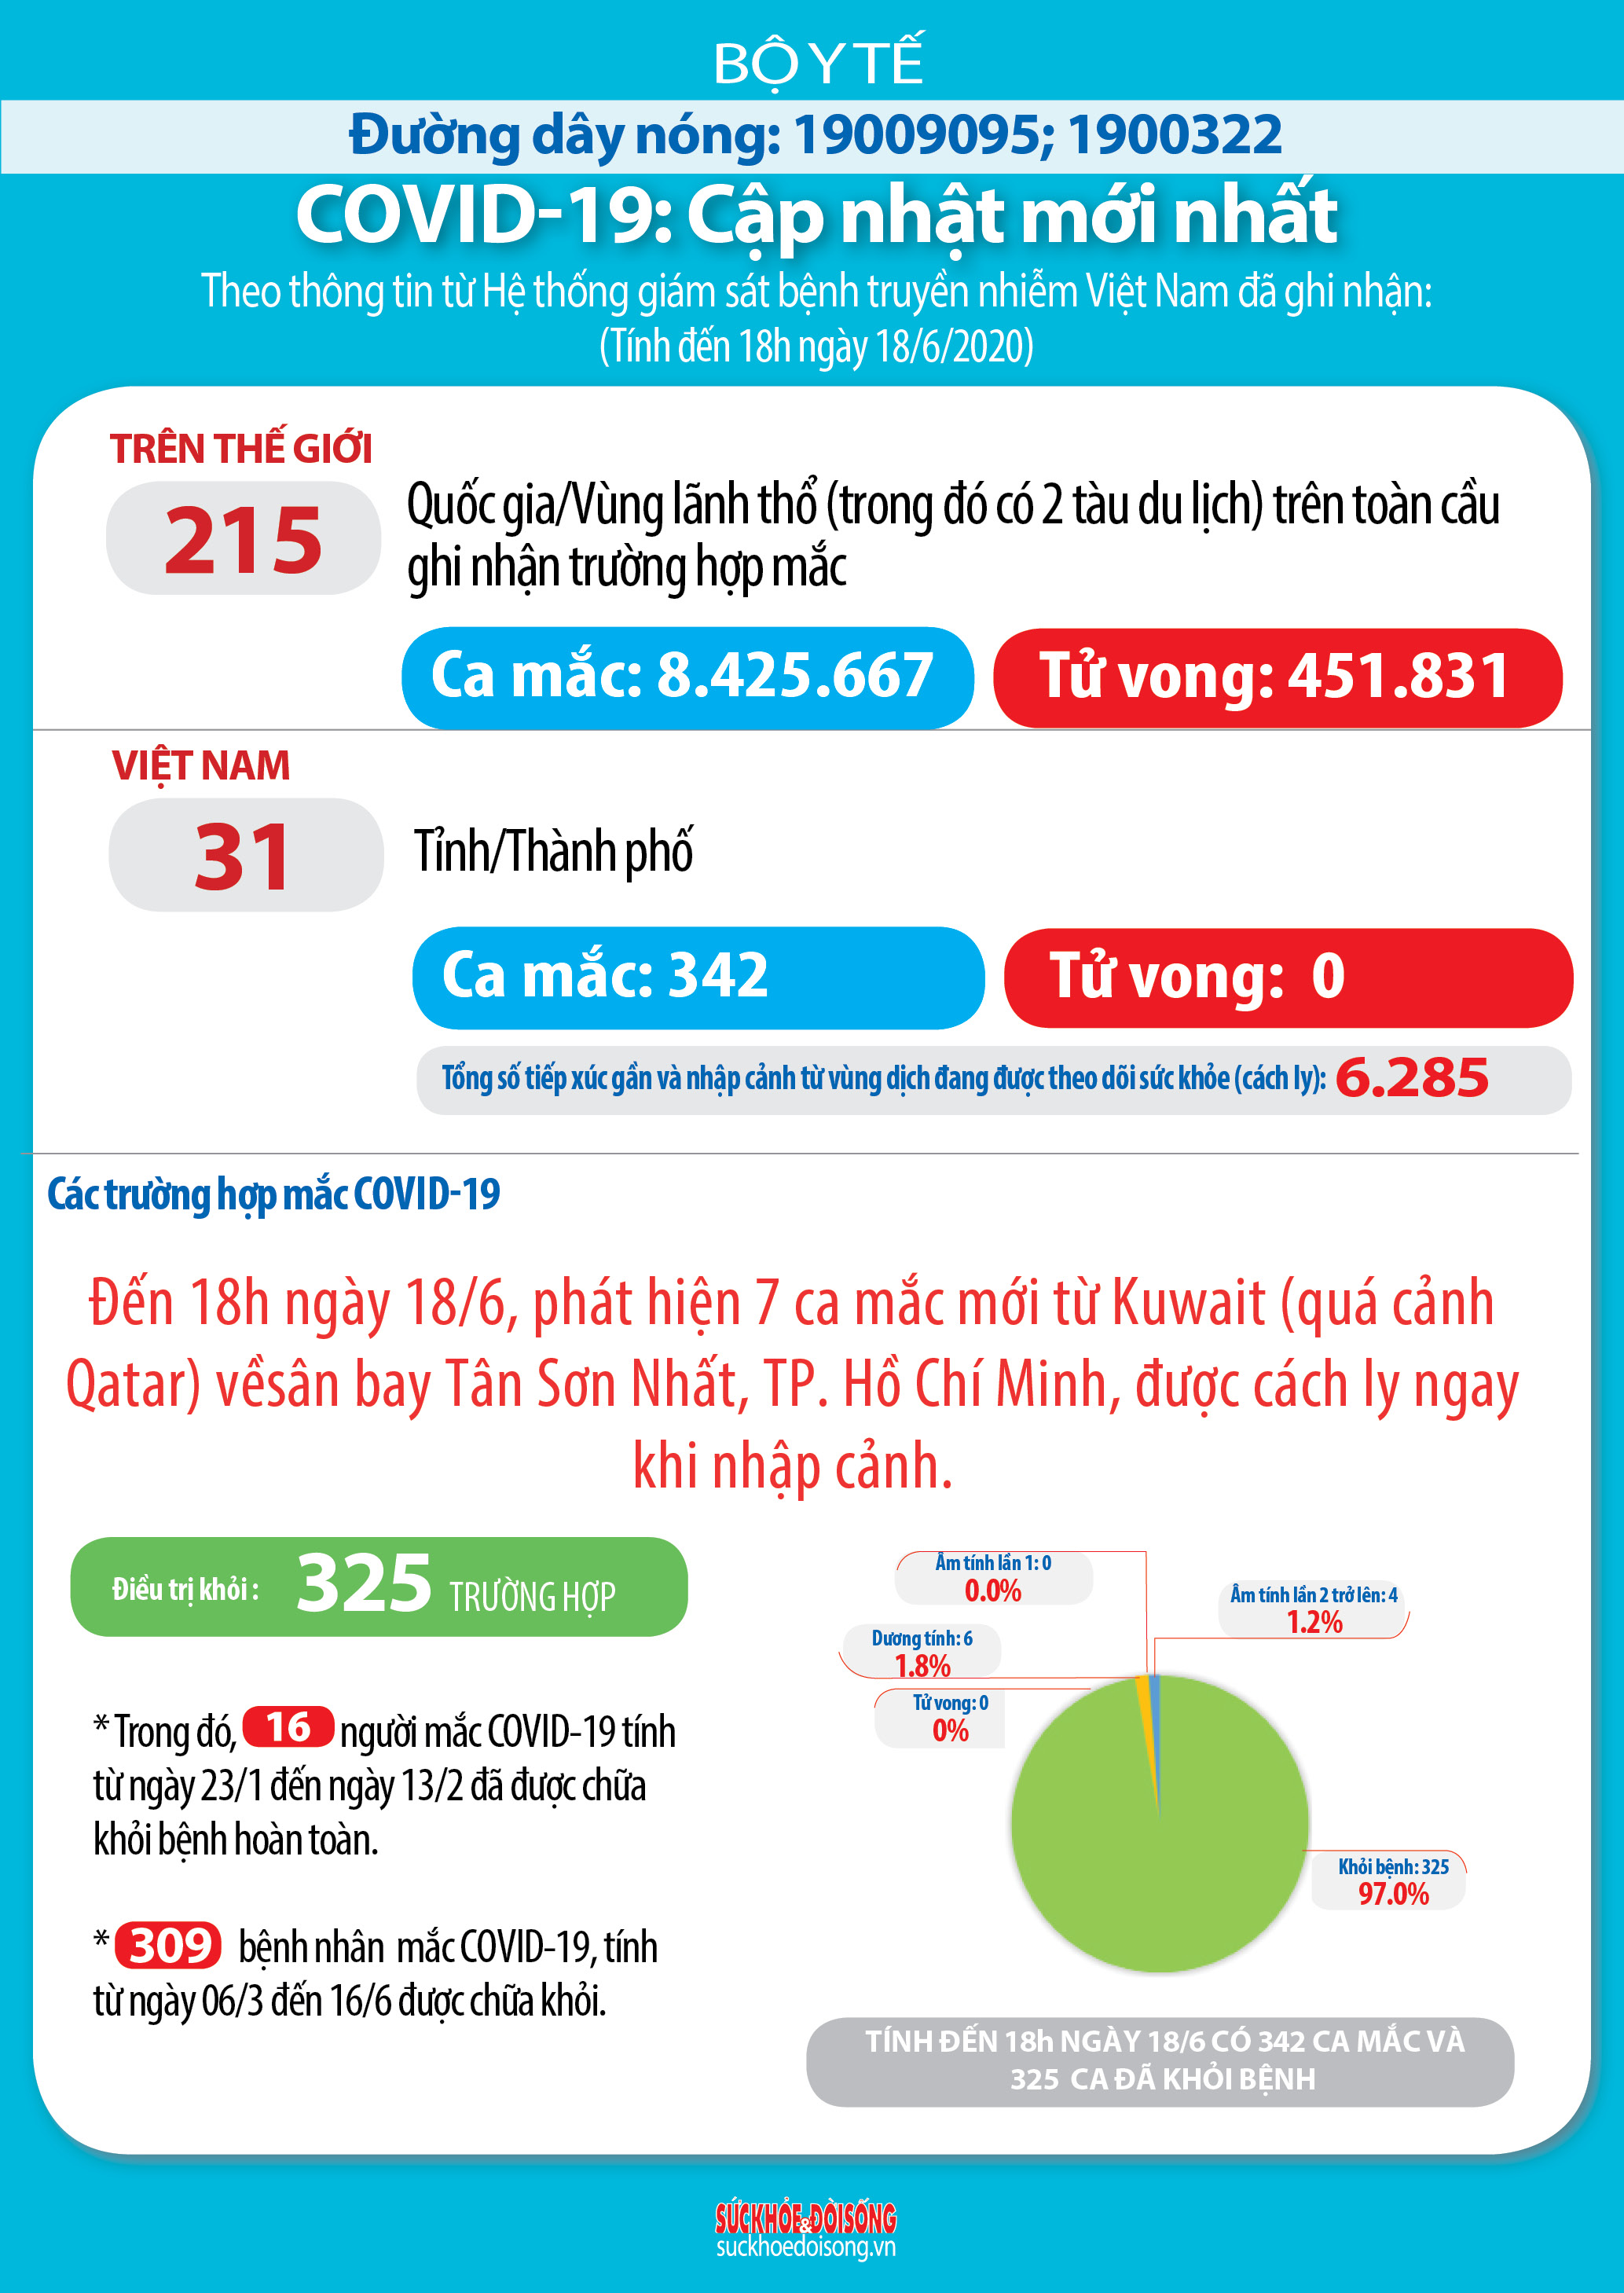 BỘ Y TẾ
Đường dây nóng: 19009095; 1900322
COVID-19: Cập nhật mới nhất
Theo thông tin từ Hệ thống giám sát bệnh truyền nhiễm Việt Nam đã ghi nhận:
(Tính đến 18h ngày 18/6/2020)
TRÊN THẾ GIỚI
215
Quốc gia/Vùng lãnh thổ (trong đó có 2 tàu du lịch) trên toàn cầu
ghi nhận trường hợp mắc
Ca mắc: 8.425.667
Tử vong: 451.831
VIỆT NAM
31
Tỉnh/Thành phố
Ca mắc: 342
Tử vong: 0
Tổng số tiếp xúc gần và nhập cảnh từ vùng dịch đang được theo dõi sức khỏe (cách ly): 6.285
Các trường hợp mắc COVID-19
Đến 18h ngày 18/6, phát hiện 7 ca mắc mới từ Kuwait (quá cảnh
Qatar) vềsân bay Tân Sơn Nhất, TP. Hồ Chí Minh, được cách ly ngay
khi nhập cảnh.
Điều trị khỏi : 325 TRƯỜNG HỢP
* Trong đó, 16 người mắc COVID-19 tính
từ ngày 23/1 đến ngày 13/2 đã được chữa
khỏi bệnh hoàn toàn.
* 309 bệnh nhân mắc COVID-19, tính
từ ngày 06/3 đến 16/6 được chữa khỏi.
Âm tính lần 1: 0
0.0%
Âm tính lần 2 trở lên: 4
1.2%
Dương tính: 6
1.8%
Tử vong: 0
0%
Khỏi bệnh: 325
97.0%
TÍNH ĐẾN 18h NGÀY 18/6 CÓ 342 CA MẮC VÀ
325 CA ĐÃ KHỎI BỆNH
SỨCKHỎE&ĐỜISỐNG
suckhoedoisong.vn